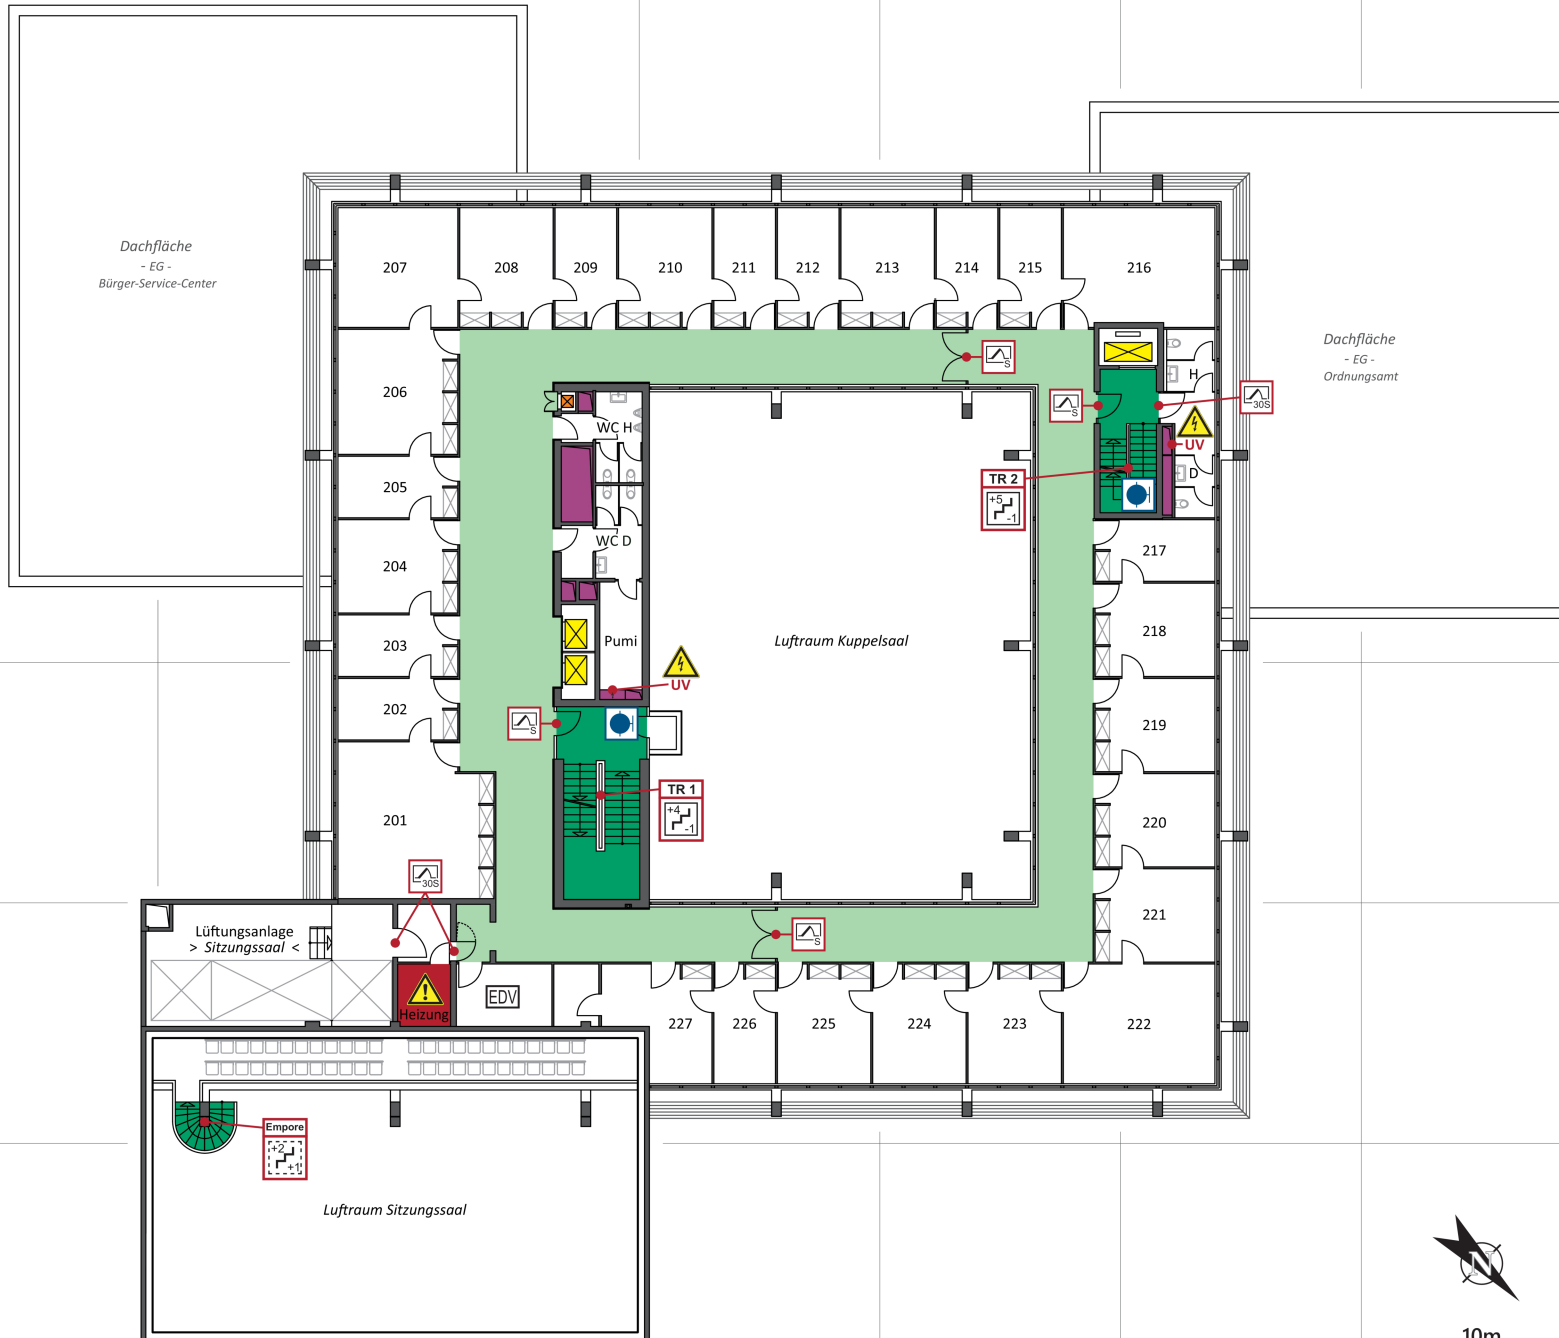 Dachfläche
- EG -
Bürger-Service-Center
207
208
209
210
211
212
213
214
215
216
Dachfläche
- EG -
Ordnungsamt
S
206
H
S
30S
WC H
UV
205
D
TR 2
+5
-1
WC D
204
217
203
Pumi
Luftraum Kuppelsaal
218
UV
202
S
219
TR 1
+4
-1
201
220
30S
221
Lüftungsanlage
> Sitzungssaal <
S
EDV
Heizung
227
226
225
224
223
222
Empore
+2
+1
Luftraum Sitzungssaal
N
10m